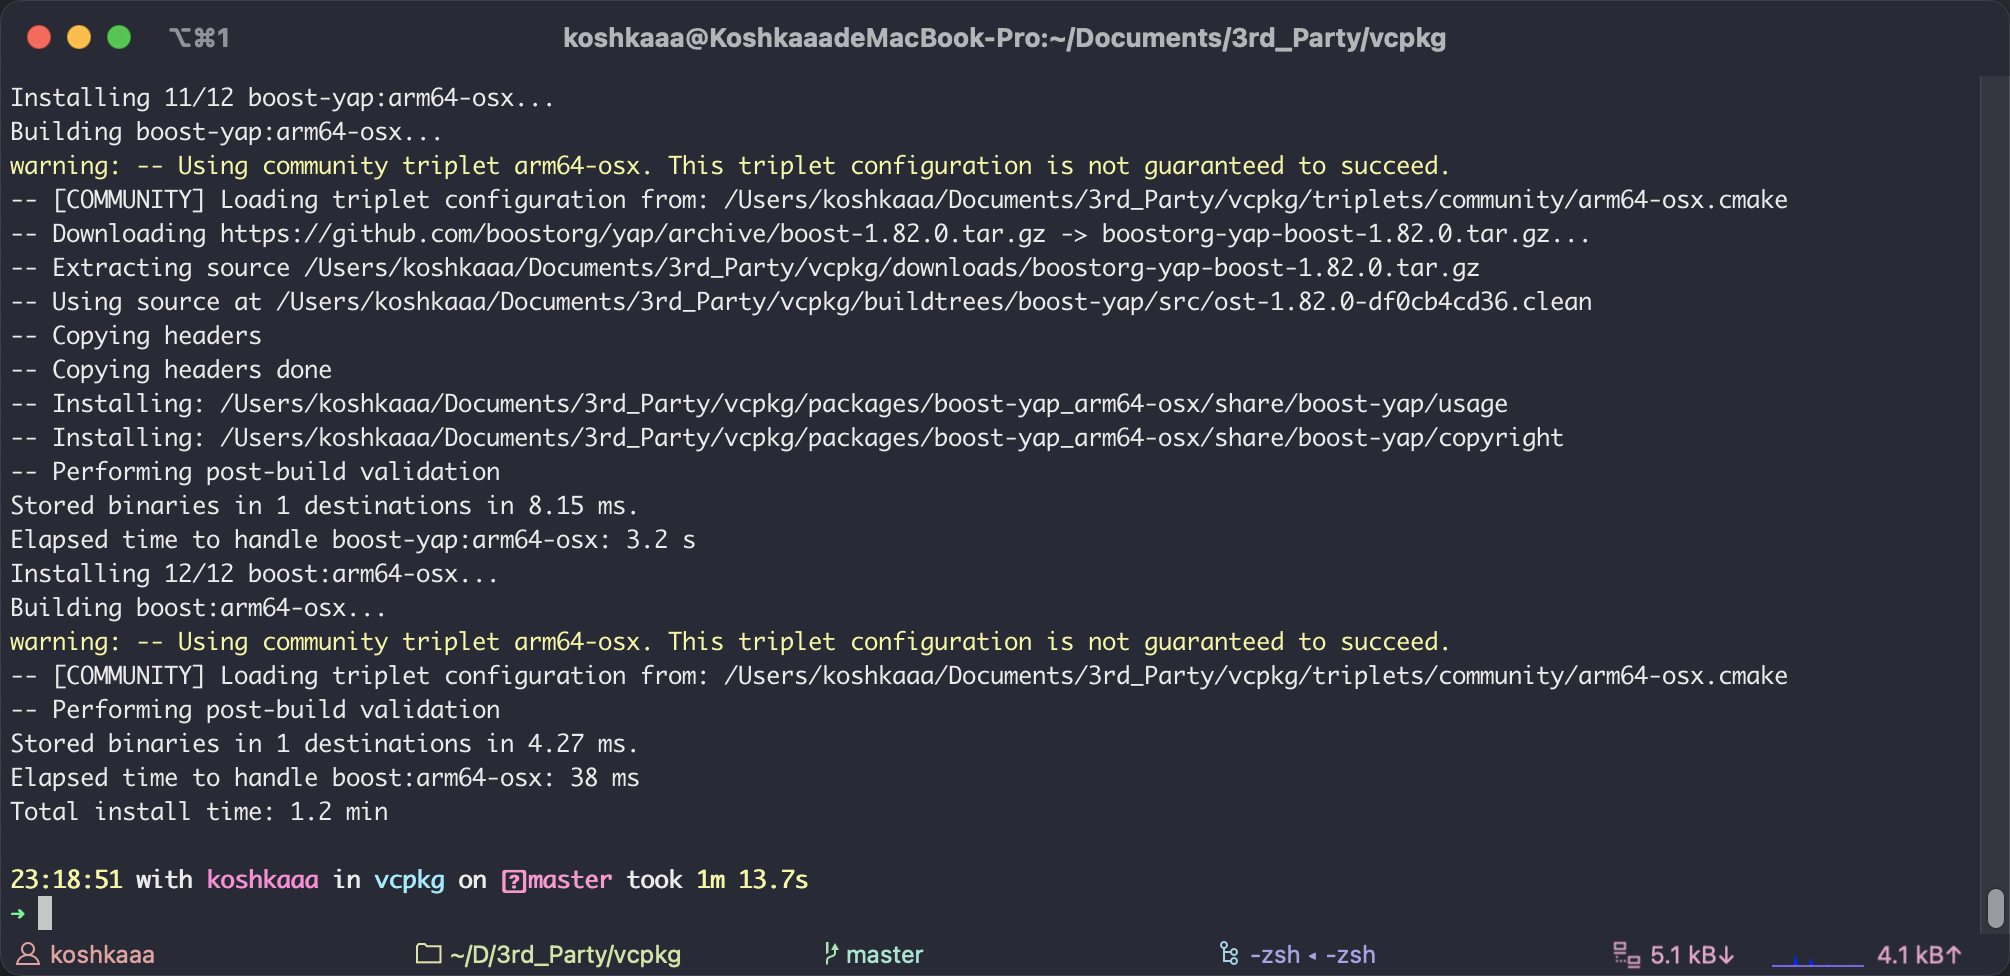 ⌥⌘1
koshkaaa@KoshkaaadeMacBook-Pro:~/Documents/3rd_Party/vcpkg
Installing 11/12 boost-yap:arm64-osx...
Building boost-yap:arm64-osx...
warning: -- Using community triplet arm64-osx. This triplet configuration is not guaranteed to succeed.
-- [COMMUNITY] Loading triplet configuration from: /Users/koshkaaa/Documents/3rd_Party/vcpkg/triplets/community/arm64-osx.cmake
-- Downloading https://github.com/boostorg/yap/archive/boost-1.82.0.tar.gz -> boostorg-yap-boost-1.82.0.tar.gz...
-- Extracting source /Users/koshkaaa/Documents/3rd_Party/vcpkg/downloads/boostorg-yap-boost-1.82.0.tar.gz
-- Using source at /Users/koshkaaa/Documents/3rd_Party/vcpkg/buildtrees/boost-yap/src/ost-1.82.0-df0cb4cd36.clean
-- Copying headers
-- Copying headers done
-- Installing: /Users/koshkaaa/Documents/3rd_Party/vcpkg/packages/boost-yap_arm64-osx/share/boost-yap/usage
-- Installing: /Users/koshkaaa/Documents/3rd_Party/vcpkg/packages/boost-yap_arm64-osx/share/boost-yap/copyright
-- Performing post-build validation
Stored binaries in 1 destinations in 8.15 ms.
Elapsed time to handle boost-yap:arm64-osx: 3.2 s
Installing 12/12 boost:arm64-osx...
Building boost:arm64-osx...
warning: -- Using community triplet arm64-osx. This triplet configuration is not guaranteed to succeed.
-- [COMMUNITY] Loading triplet configuration from: /Users/koshkaaa/Documents/3rd_Party/vcpkg/triplets/community/arm64-osx.cmake
-- Performing post-build validation
Stored binaries in 1 destinations in 4.27 ms.
Elapsed time to handle boost:arm64-osx: 38 ms
Total install time: 1.2 min
23:18:51 with koshkaaa in vcpkg on ?master took 1m 13.7s
→
koshkaaa ~/D/3rd_Party/vcpkg master -zsh ◂ -zsh 5.1 kB↓ 4.1 kB↑